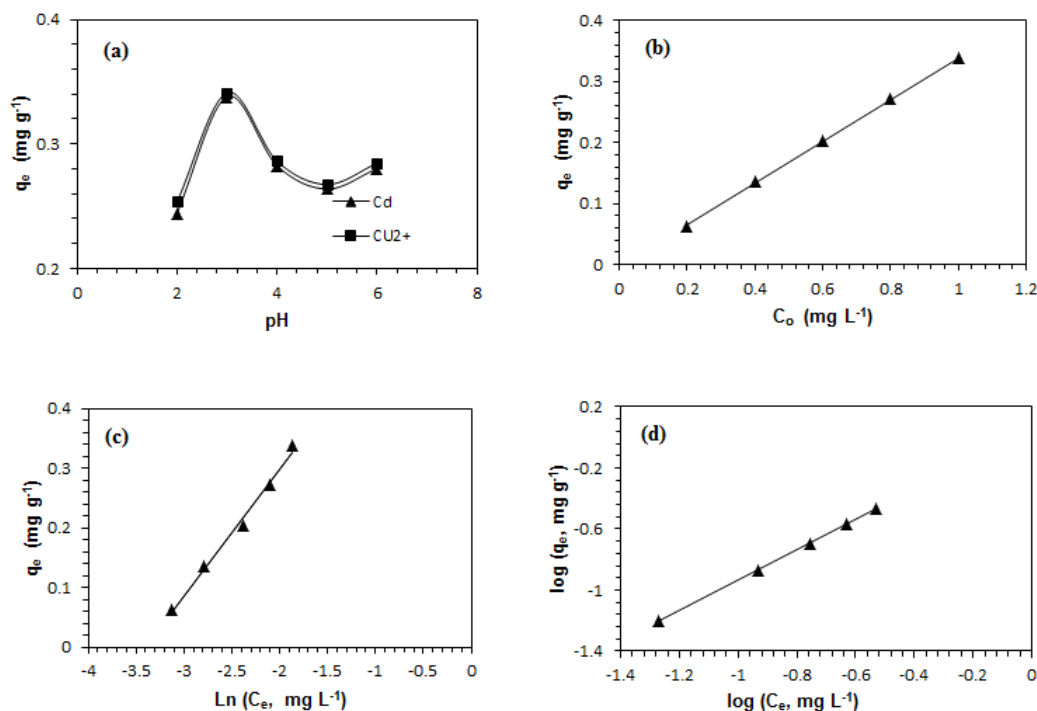 (a)
0.4
0.3
0.2
qe (mg g-1)
0 2 4 6 8
pH
Cd
CU2+
(b)
0.4
0.3
0.2
0.1
0
qe (mg g-1)
0 0.2 0.4 0.6 0.8 1 1.2
Co (mg L-1)
(c)
0.4
0.3
0.2
0.1
0
qe (mg g-1)
-4 -3.5 -3 -2.5 -2 -1.5 -1 -0.5 0
Ln (Ce, mg L-1)
(d)
0.2
-0.2
-0.6
-1
-1.4
log (qe, mg g-1)
-1.4 -1.2 -1 -0.8 -0.6 -0.4 -0.2 0
log (Ce, mg L-1)